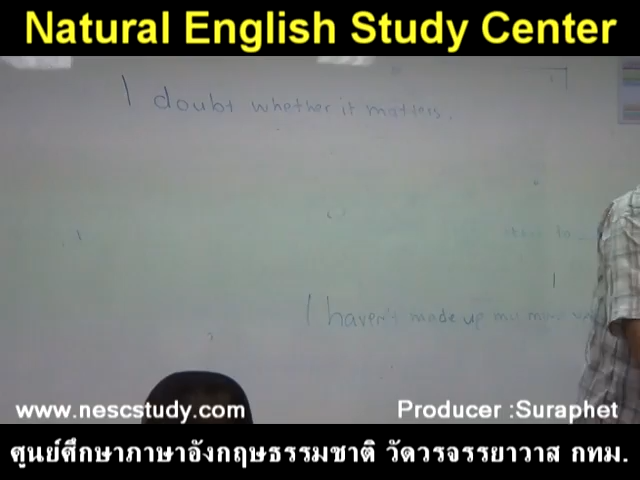 Natural English Study Center
I doubt whether it matters.
I haven't made up my mind
www.nescstudy.com
Producer :Suraphet
ศูนย์ศึกษาภาษาอังกฤษธรรมชาติ วัดวรจรรยาวาส กทม.